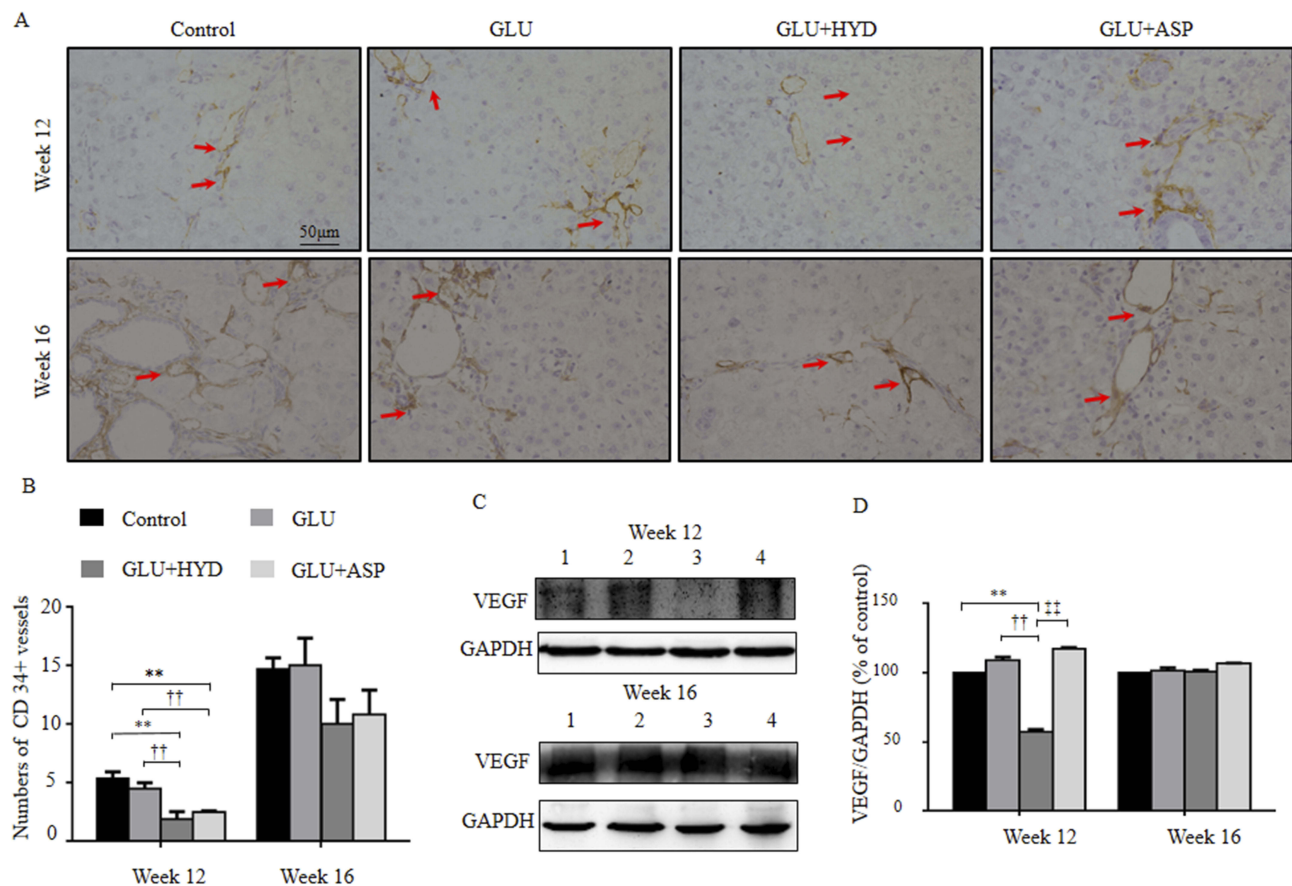 A
Control GLU GLU+HYD GLU+ASP
Week 12
50μm
Week 16
B
Control GLU
GLU+HYD GLU+ASP
Numbers of CD 34+ vessels
20
15
10
5
0
**
††
**
††
Week 12 Week 16
C
Week 12
1 2 3 4
VEGF
GAPDH
Week 16
1 2 3 4
VEGF
GAPDH
D
VEGF/GAPDH (% of control)
150
100
50
0
** ‡‡
††
Week 12 Week 16